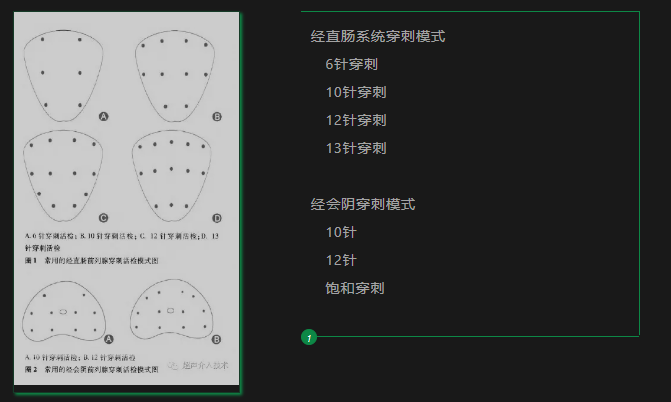 A
B
C
D
A. 6 针穿刺活检; B. 10 针穿刺活检; C. 12 针穿刺活检; D. 13
针穿刺活检
图 1 常用的经直肠前列腺穿刺活检模式图
A
B
A. 10 针穿刺活检; B. 12 针穿刺活检
图 2 常用的经会阴前列腺穿刺活检模式图
超声介入技术
经直肠系统穿刺模式
6针穿刺
10针穿刺
12针穿刺
13针穿刺
经会阴穿刺模式
10针
12针
饱和穿刺
1